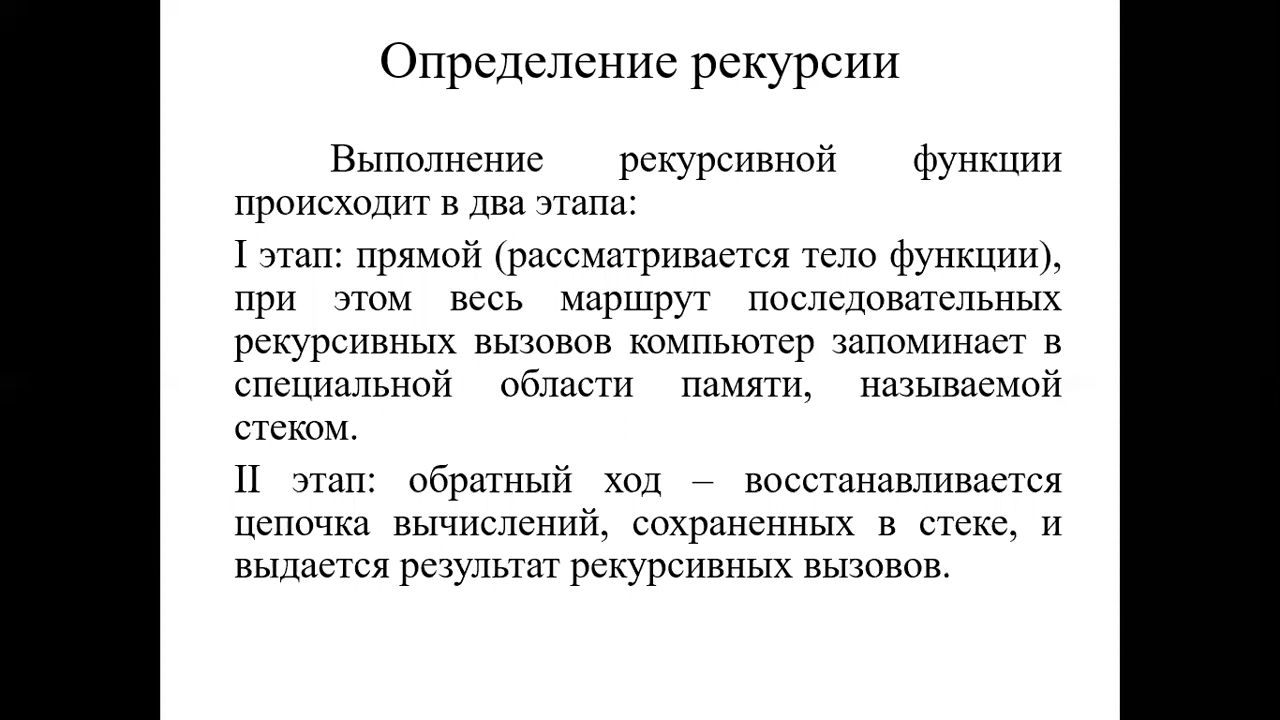 Определение рекурсии
Выполнение рекурсивной функции
происходит в два этапа:
I этап: прямой (рассматривается тело функции),
при этом весь маршрут последовательных
рекурсивных вызовов компьютер запоминает в
специальной области памяти, называемой
стеком.
II этап: обратный ход – восстанавливается
цепочка вычислений, сохраненных в стеке, и
выдается результат рекурсивных вызовов.